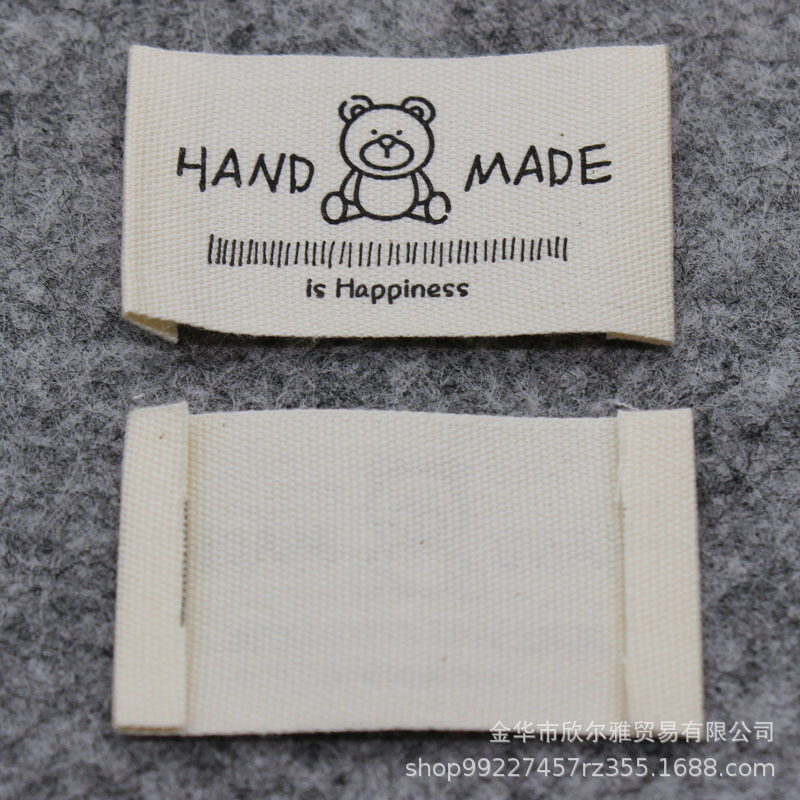 HAND MADE
is Happiness
金华市欣尔雅贸易有限公司
shop99227457rz355.1688.com